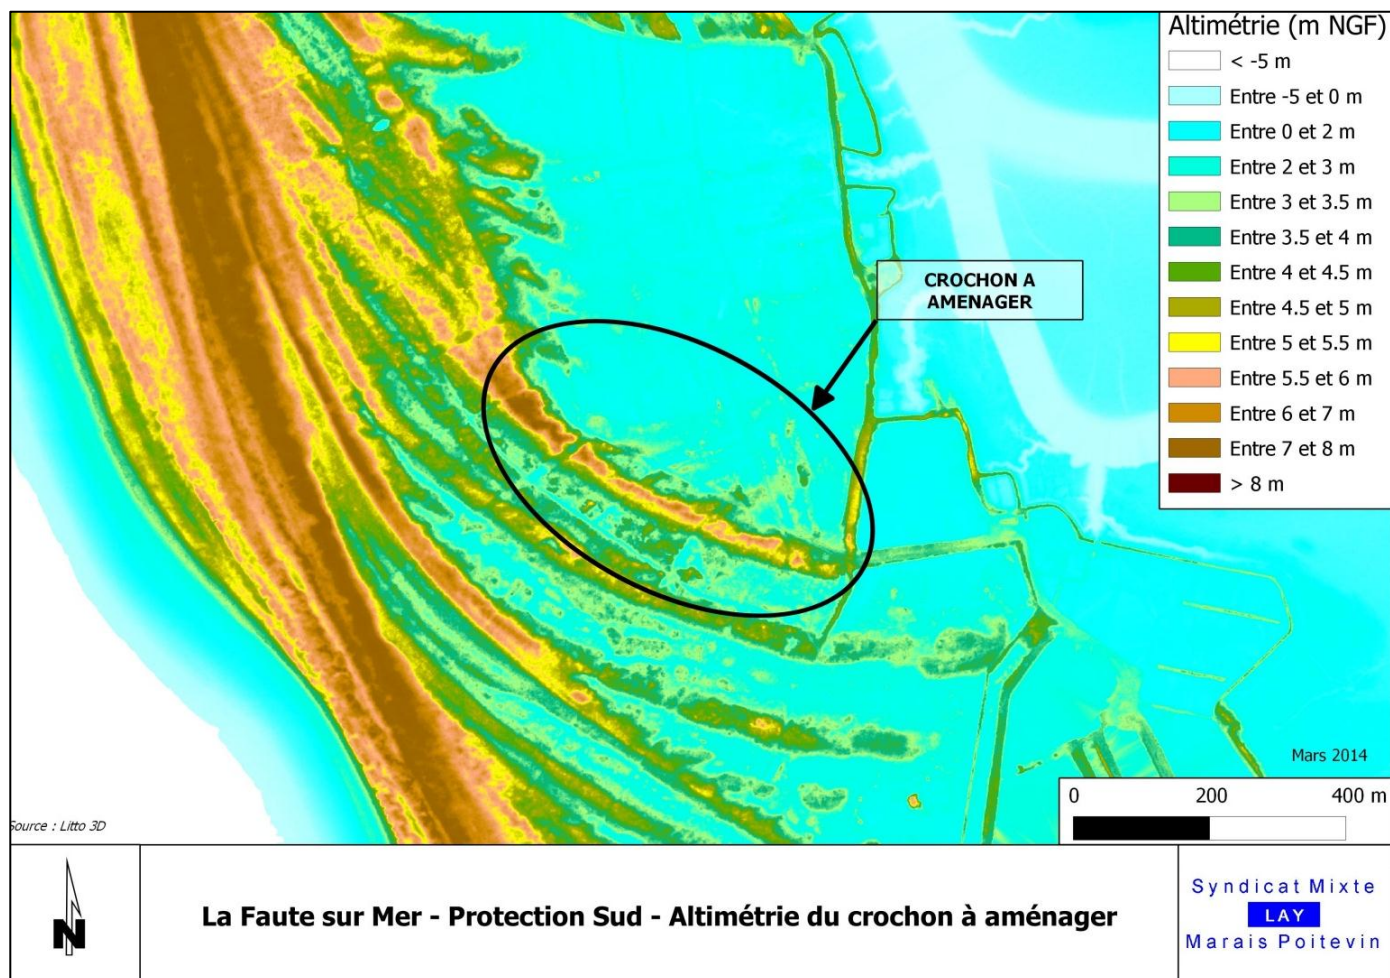 Altimétrie (m NGF)
< -5 m
Entre -5 et 0 m
Entre 0 et 2 m
Entre 2 et 3 m
Entre 3 et 3.5 m
Entre 3.5 et 4 m
Entre 4 et 4.5 m
Entre 4.5 et 5 m
Entre 5 et 5.5 m
Entre 5.5 et 6 m
Entre 6 et 7 m
Entre 7 et 8 m
> 8 m
CROCHON A
AMENAGER
Mars 2014
0 200 400 m
Source : Litto 3D
N
La Faute sur Mer - Protection Sud - Altimétrie du crochon à aménager
Syndicat Mixte
LAY
Marais Poitevin